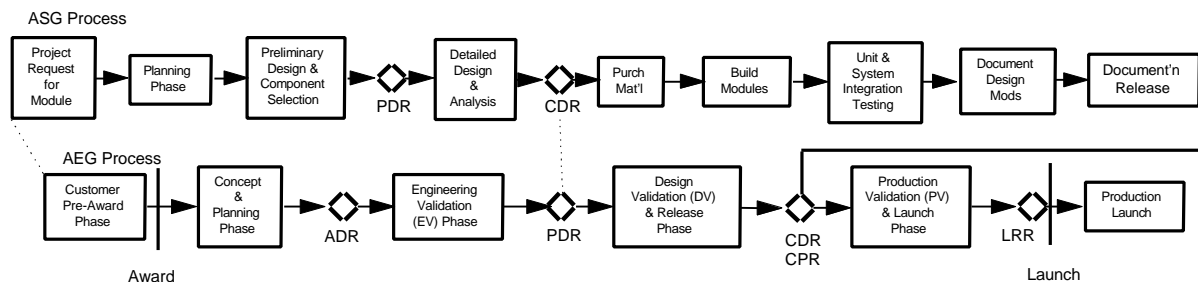 ASG Process
Project
Request
for
Module
Planning
Phase
Preliminary
Design &
Component
Selection
PDR
Detailed
Design
&
Analysis
CDR
Purch
Mat'l
Build
Modules
Unit &
System
Integration
Testing
Document
Design
Mods
Document'n
Release
AEG Process
Customer
Pre-Award
Phase
Award
Concept
&
Planning
Phase
ADR
Engineering
Validation
(EV) Phase
PDR
Design
Validation (DV)
& Release
Phase
CDR
CPR
Production
Validation (PV)
& Launch
Phase
LRR
Launch
Production
Launch